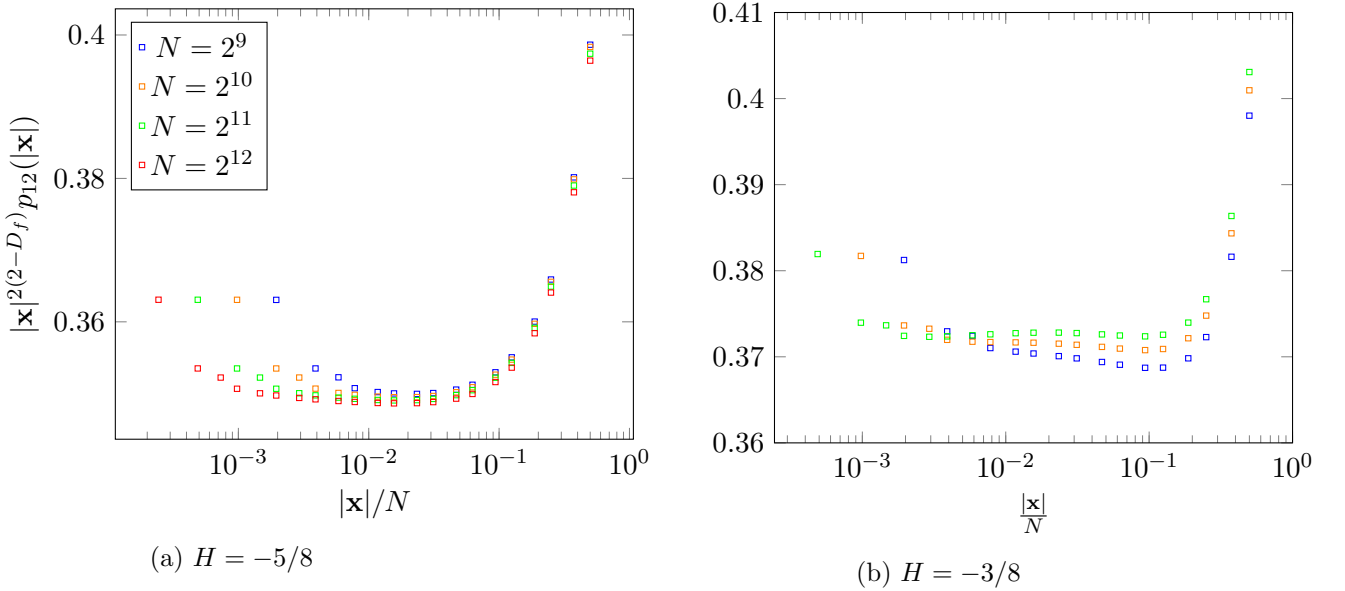 0.4
0.38
0.36
|𝐱|^{2(2−D_f)} p_{12}(|𝐱|)
N = 2^9
N = 2^{10}
N = 2^{11}
N = 2^{12}
10^{−3} 10^{−2} 10^{−1} 10^0
|𝐱|/N
(a) H = −5/8
0.41
0.4
0.39
0.38
0.37
0.36
10^{−3} 10^{−2} 10^{−1} 10^0
|𝐱|
N
(b) H = −3/8